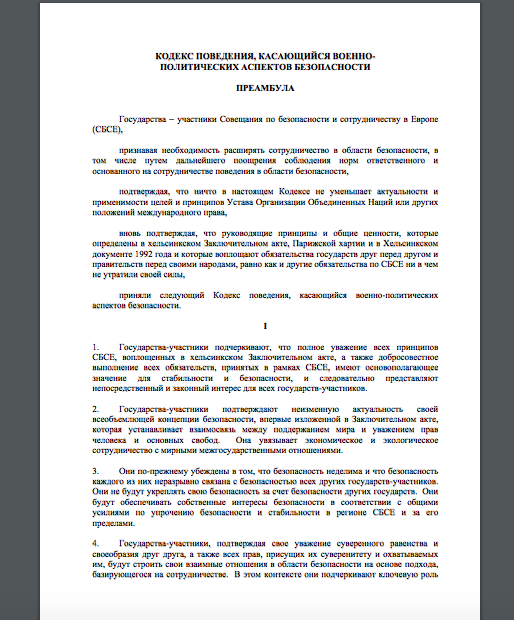 КОДЕКС ПОВЕДЕНИЯ, КАСАЮЩИЙСЯ ВОЕННО-
ПОЛИТИЧЕСКИХ АСПЕКТОВ БЕЗОПАСНОСТИ
ПРЕАМБУЛА
Государства – участники Совещания по безопасности и сотрудничеству в Европе
(СБСЕ),
признавая необходимость расширять сотрудничество в области безопасности, в
том числе путем дальнейшего поощрения соблюдения норм ответственного и
основанного на сотрудничестве поведения в области безопасности,
подтверждая, что ничто в настоящем Кодексе не уменьшает актуальности и
применимости целей и принципов Устава Организации Объединенных Наций или других
положений международного права,
вновь подтверждая, что руководящие принципы и общие ценности, которые
определены в хельсинкском Заключительном акте, Парижской хартии и в Хельсинкском
документе 1992 года и которые воплощают обязательства государств друг перед другом и
правительств перед своими народами, равно как и другие обязательства по СБСЕ ни в чем
не утратили своей силы,
приняли следующий Кодекс поведения, касающийся военно-политических
аспектов безопасности.
I
1. Государства-участники подчеркивают, что полное уважение всех принципов
СБСЕ, воплощенных в хельсинкском Заключительном акте, а также добросовестное
выполнение всех обязательств, принятых в рамках СБСЕ, имеют основополагающее
значение для стабильности и безопасности, и следовательно представляют
непосредственный и законный интерес для всех государств-участников.
2. Государства-участники подтверждают неизменную актуальность своей
всеобъемлющей концепции безопасности, впервые изложенной в Заключительном акте,
которая устанавливает взаимосвязь между поддержанием мира и уважением прав
человека и основных свобод. Она увязывает экономическое и экологическое
сотрудничество с мирными межгосударственными отношениями.
3. Они по-прежнему убеждены в том, что безопасность неделима и что безопасность
каждого из них неразрывно связана с безопасностью всех других государств-участников.
Они не будут укреплять свою безопасность за счет безопасности других государств. Они
будут обеспечивать собственные интересы безопасности в соответствии с общими
усилиями по упрочению безопасности и стабильности в регионе СБСЕ и за его
пределами.
4. Государства-участники, подтверждая свое уважение суверенного равенства и
своеобразия друг друга, а также всех прав, присущих их суверенитету и охватываемых
им, будут строить свои взаимные отношения в области безопасности на основе подхода,
базирующегося на сотрудничестве. В этом контексте они подчеркивают ключевую роль